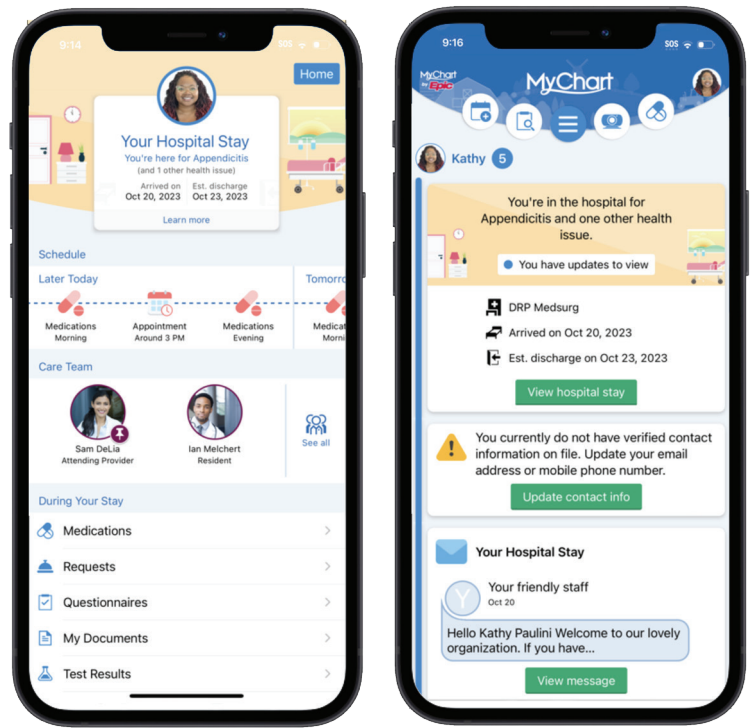 9:14
SOS
Home
Your Hospital Stay
You're here for Appendicitis
(and 1 other health issue)
Arrived on
Oct 20, 2023
Est. discharge
Oct 23, 2023
Learn more
Schedule
Later Today
Tomorro
Medications
Morning
Appointment
Around 3 PM
Medications
Evening
Medicat
Morni
Care Team
Sam DeLia
Attending Provider
Ian Melchert
Resident
See all
During Your Stay
Medications
Requests
Questionnaires
My Documents
Test Results
9:16
SOS
MyChart
by Epic
MyChart
Kathy 5
You're in the hospital for
Appendicitis and one other health
issue.
You have updates to view
DRP Medsurg
Arrived on Oct 20, 2023
Est. discharge on Oct 23, 2023
View hospital stay
You currently do not have verified contact
information on file. Update your email
address or mobile phone number.
Update contact info
Your Hospital Stay
Y
Your friendly staff
Oct 20
Hello Kathy Paulini Welcome to our lovely
organization. If you have...
View message